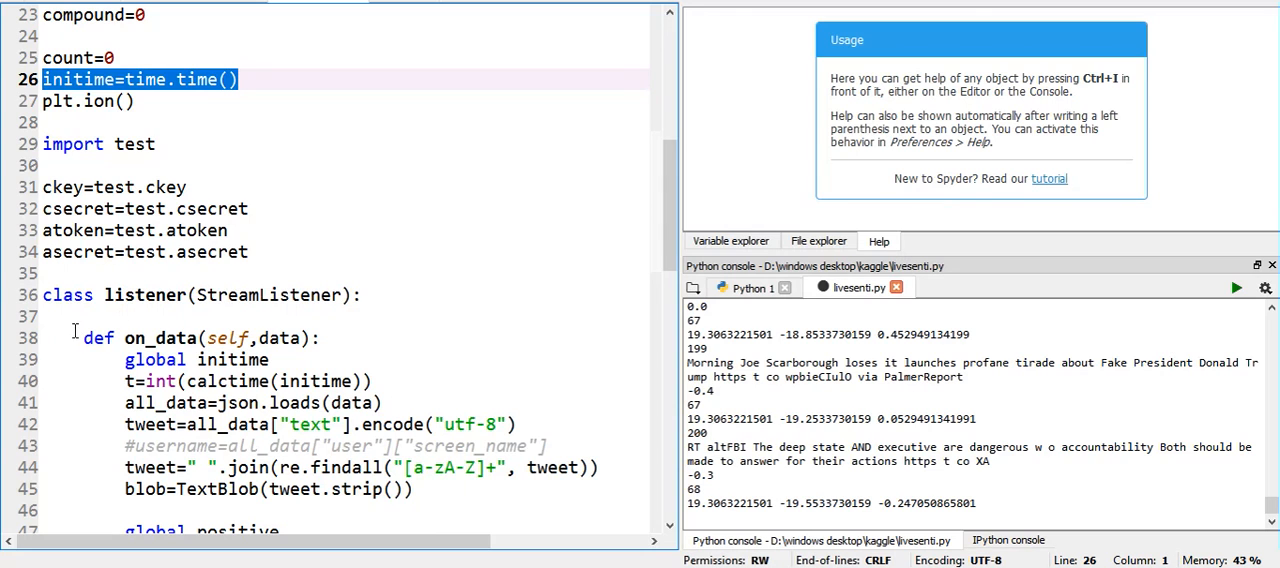 23 compound=0
24
25 count=0
26 initime=time.time()
27 plt.ion()
28
29 import test
30
31 ckey=test.ckey
32 csecret=test.csecret
33 atoken=test.atoken
34 asecret=test.asecret
35
36 class listener(StreamListener):
37
38 def on_data(self,data):
39 global initime
40 t=int(calctime(initime))
41 all_data=json.loads(data)
42 tweet=all_data["text"].encode("utf-8")
43 #username=all_data["user"]["screen_name"]
44 tweet=" ".join(re.findall("[a-zA-Z]+", tweet))
45 blob=TextBlob(tweet.strip())
46
47 global positive
Usage
Here you can get help of any object by pressing Ctrl+I in
front of it, either on the Editor or the Console.
Help can also be shown automatically after writing a left
parenthesis next to an object. You can activate this
behavior in Preferences > Help.
New to Spyder? Read our tutorial
Variable explorer File explorer Help
Python console - D:\windows desktop\kaggle\livesenti.py
Python 1 livesenti.py
0.0
67
19.3063221501 -18.8533730159 0.452949134199
199
Morning Joe Scarborough loses it launches profane tirade about Fake President Donald Tr
ump https t co wpbieCIulO via PalmerReport
-0.4
67
19.3063221501 -19.2533730159 0.0529491341991
200
RT altFBI The deep state AND executive are dangerous w o accountability Both should be
made to answer for their actions https t co XA
-0.3
68
19.3063221501 -19.5533730159 -0.247050865801
Python console - D:\windows desktop\kaggle\livesenti.py IPython console
Permissions: RW End-of-lines: CRLF Encoding: UTF-8 Line: 26 Column: 1 Memory: 43 %